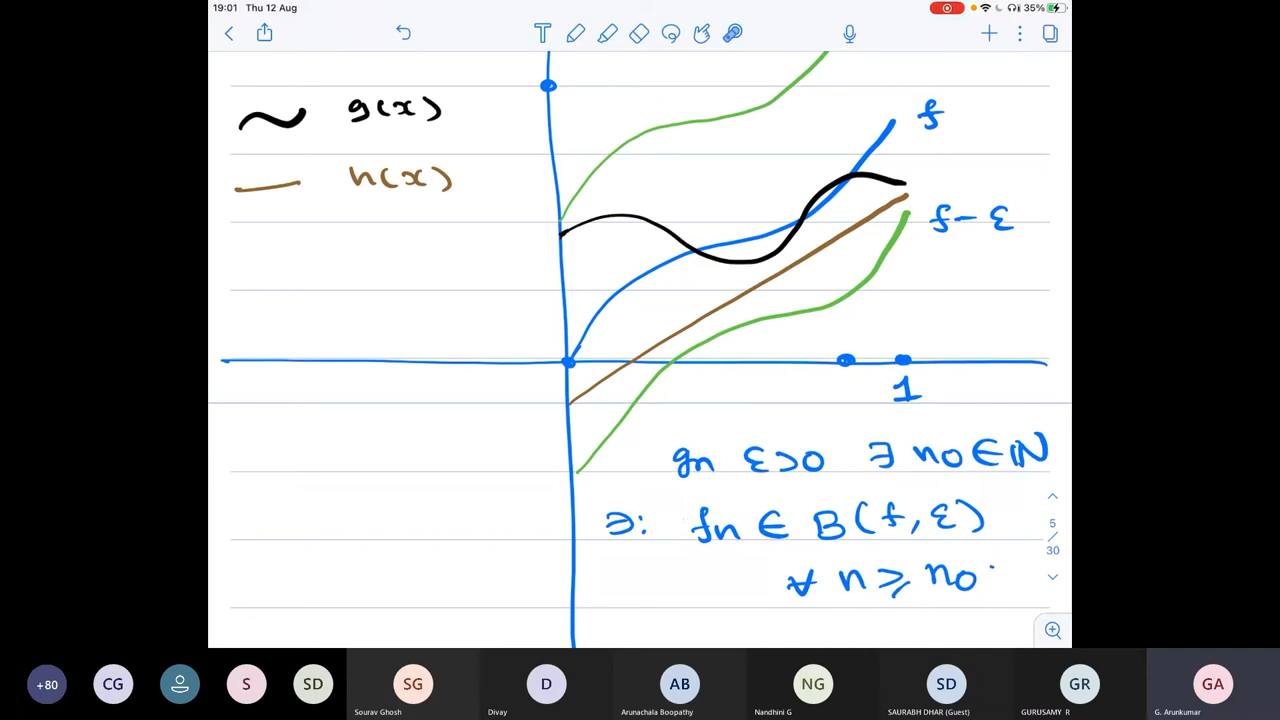 19:01 Thu 12 Aug
35%
T
g(x)
f
h(x)
f - ε
1
gn ε>0 ∃ n0 ∈ ℕ
∋: fn ∈ B(f, ε)
∀ n ≥ n0
5
/
30
+80
CG
S
SD
SG
D
AB
NG
SD
GR
GA
Sourav Ghosh
Divay
Arunachala Boopathy
Nandhini G
SAURABH DHAR (Guest)
GURUSAMY R
G. Arunkumar